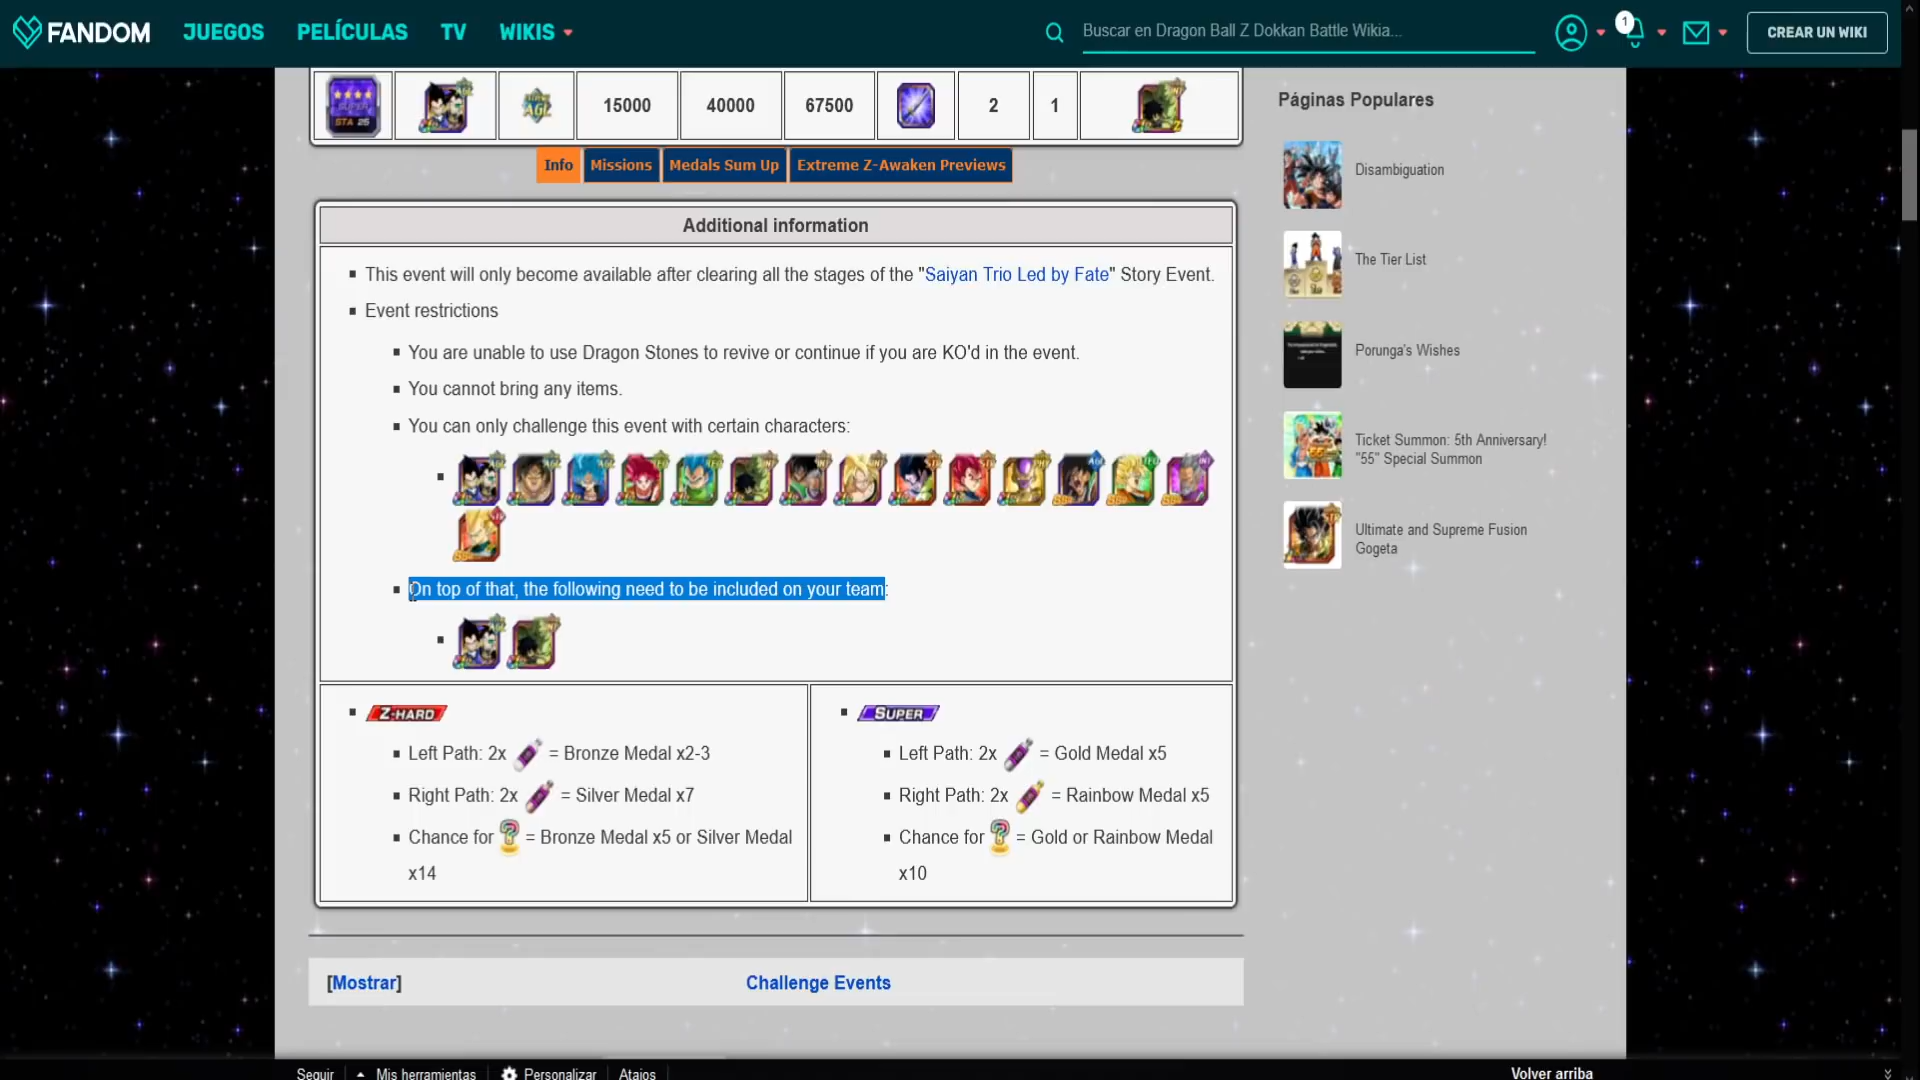 FANDOM JUEGOS PELÍCULAS TV WIKIS Buscar en Dragon Ball Z Dokkan Battle Wikia... 1 CREAR UN WIKI
SUPER STA 25 AGL AGL 15000 40000 67500 2 1 INT
Info Missions Medals Sum Up Extreme Z-Awaken Previews
Additional information
This event will only become available after clearing all the stages of the "Saiyan Trio Led by Fate" Story Event.
Event restrictions
You are unable to use Dragon Stones to revive or continue if you are KO'd in the event.
You cannot bring any items.
You can only challenge this event with certain characters:
On top of that, the following need to be included on your team:
Z-HARD
Left Path: 2x = Bronze Medal x2-3
Right Path: 2x = Silver Medal x7
Chance for = Bronze Medal x5 or Silver Medal
x14
SUPER
Left Path: 2x = Gold Medal x5
Right Path: 2x = Rainbow Medal x5
Chance for = Gold or Rainbow Medal
x10
[Mostrar] Challenge Events
Páginas Populares
Disambiguation
The Tier List
Porunga's Wishes
Ticket Summon: 5th Anniversary!
"55" Special Summon
Ultimate and Supreme Fusion
Gogeta
Seguir Mis herramientas Personalizar Atajos Volver arriba